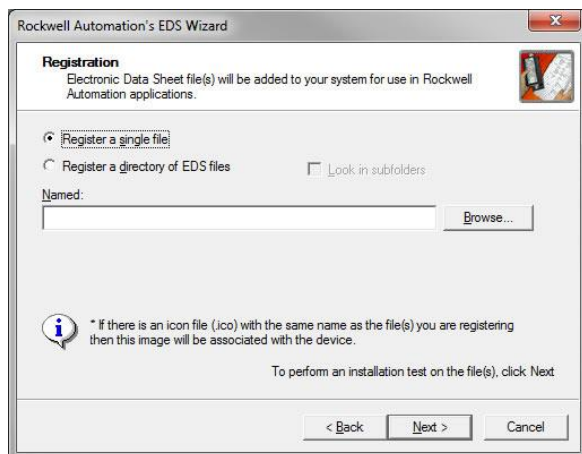 Rockwell Automation's EDS Wizard
Registration
Electronic Data Sheet file(s) will be added to your system for use in Rockwell
Automation applications.
Register a single file
Register a directory of EDS files
Look in subfolders
Named:
Browse...
* If there is an icon file (.ico) with the same name as the file(s) you are registering
then this image will be associated with the device.
To perform an installation test on the file(s), click Next
< Back
Next >
Cancel